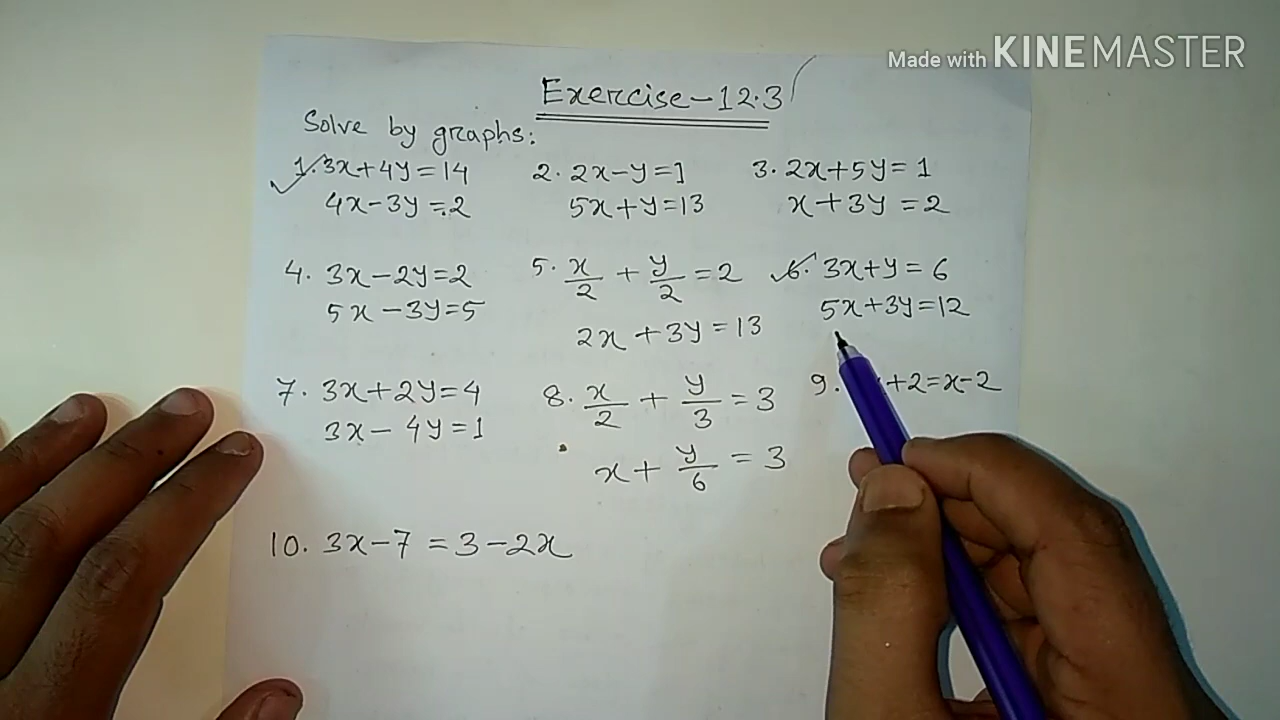 Made with KINEMASTER
Exercise-12.3
Solve by graphs:
1. 3x+4y=14
4x-3y=2
2. 2x-y=1
5x+y=13
3. 2x+5y=1
x+3y=2
4. 3x-2y=2
5x-3y=5
5. x/2 + y/2 = 2
2x+3y=13
6. 3x+y=6
5x+3y=12
7. 3x+2y=4
3x-4y=1
8. x/2 + y/3 = 3
x + y/6 = 3
9. +2=x-2
10. 3x-7=3-2x